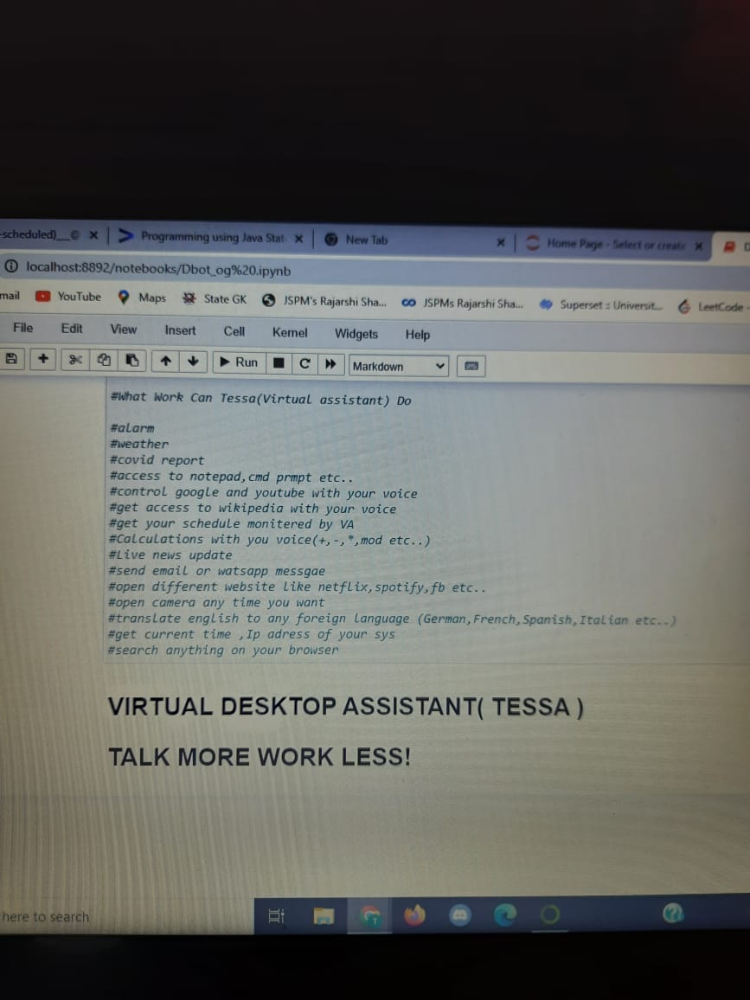 -scheduled)__@
Programming using Java Stat
New Tab
Home Page - Select or create
localhost:8892/notebooks/Dbot_og%20.ipynb
mail YouTube Maps State GK JSPM's Rajarshi Sha... JSPMs Rajarshi Sha... Superset :: Universit... LeetCode -
File Edit View Insert Cell Kernel Widgets Help
Run Markdown
#What Work Can Tessa(Virtual assistant) Do
#alarm
#weather
#covid report
#access to notepad,cmd prmpt etc..
#control google and youtube with your voice
#get access to wikipedia with your voice
#get your schedule monitered by VA
#Calculations with you voice(+,-,*,mod etc..)
#Live news update
#send email or watsapp messgae
#open different website like netflix,spotify,fb etc..
#open camera any time you want
#translate english to any foreign language (German,French,Spanish,Italian etc..)
#get current time ,Ip adress of your sys
#search anything on your browser
VIRTUAL DESKTOP ASSISTANT( TESSA )
TALK MORE WORK LESS!
here to search